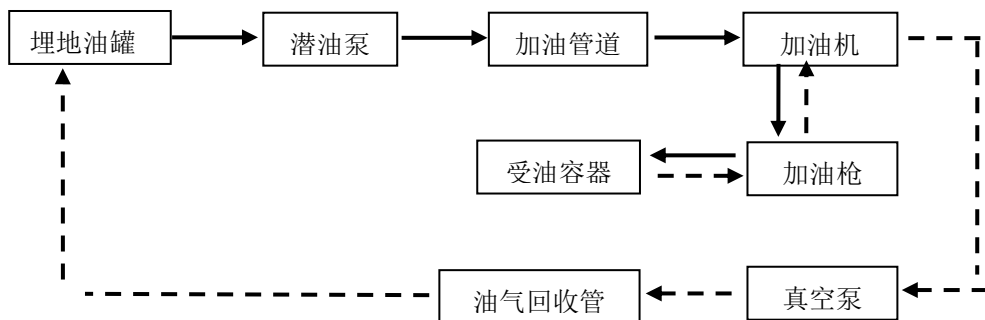 埋地油罐
潜油泵
加油管道
加油机
受油容器
加油枪
油气回收管
真空泵